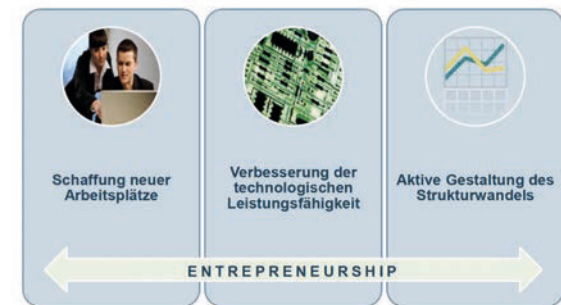 Schaffung neuer
Arbeitsplätze
Verbesserung der
technologischen
Leistungsfähigkeit
Aktive Gestaltung des
Strukturwandels
ENTREPRENEURSHIP